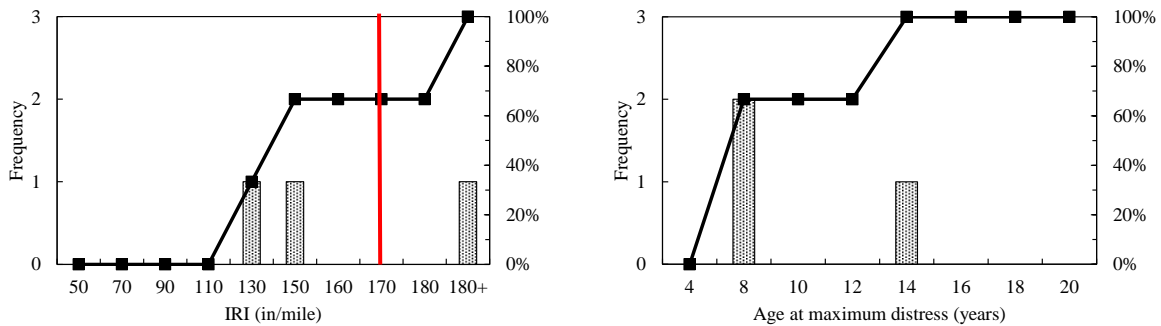 3 100%
80%
2
60%
Frequency
40%
1
20%
0 0%
50 70 90 110 130 150 160 170 180 180+
IRI (in/mile)
3 100%
80%
2
60%
Frequency
40%
1
20%
0 0%
4 8 10 12 14 16 18 20
Age at maximum distress (years)